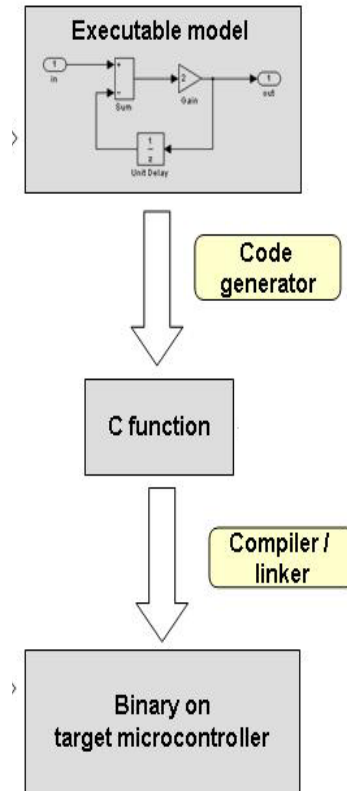 Executable model
1
in
+
−
Sum
2
Gain
1
out
1
z
Unit Delay
Code
generator
C function
Compiler /
linker
Binary on
target microcontroller